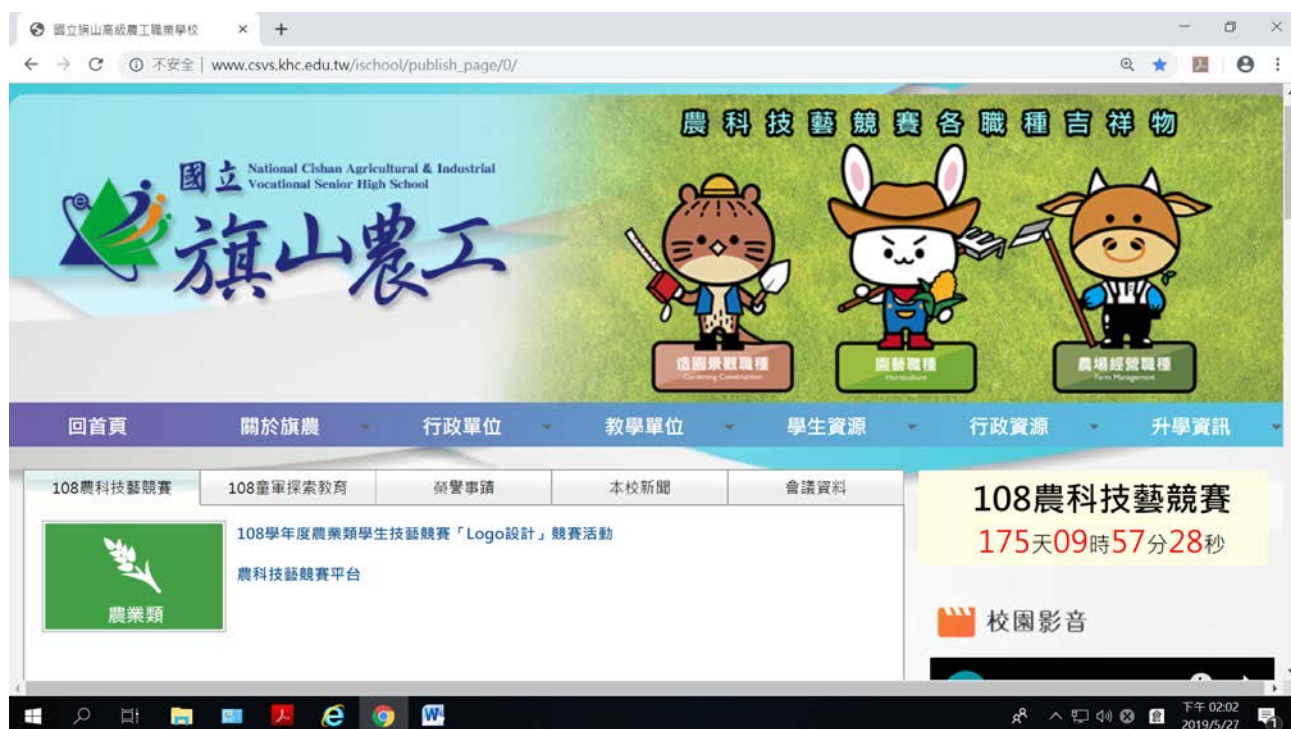 國立旗山高級農工職業學校
不安全 | www.csvs.khc.edu.tw/ischool/publish_page/0/
農科技藝競賽各職種吉祥物
國立 National Cishan Agricultural & Industrial
Vocational Senior High School
旗山農工
造園景觀職種
Gardening Construction
園藝職種
Horticulture
農場經營職種
Farm Management
回首頁 關於旗農 行政單位 教學單位 學生資源 行政資源 升學資訊
108農科技藝競賽 108童軍探索教育 榮譽事蹟 本校新聞 會議資料
108學年度農業類學生技藝競賽「Logo設計」競賽活動
農科技藝競賽平台
農業類
108農科技藝競賽
175天09時57分28秒
校園影音
下午 02:02
2019/5/27